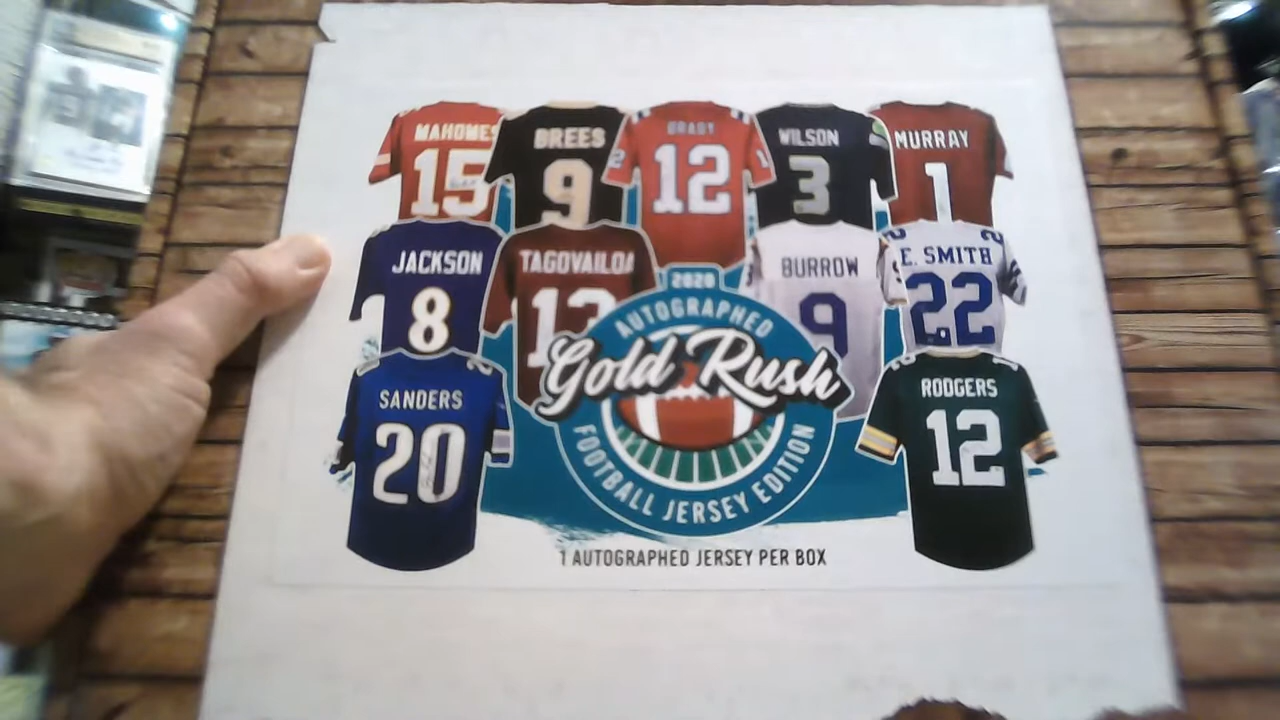 MAHOMES
15
BREES
9
BRADY
12
WILSON
3
MURRAY
1
JACKSON
8
TAGOVAILOA
13
BURROW
9
E. SMITH
22
SANDERS
20
RODGERS
12
2020
AUTOGRAPHED
Gold Rush
FOOTBALL JERSEY EDITION
1 AUTOGRAPHED JERSEY PER BOX